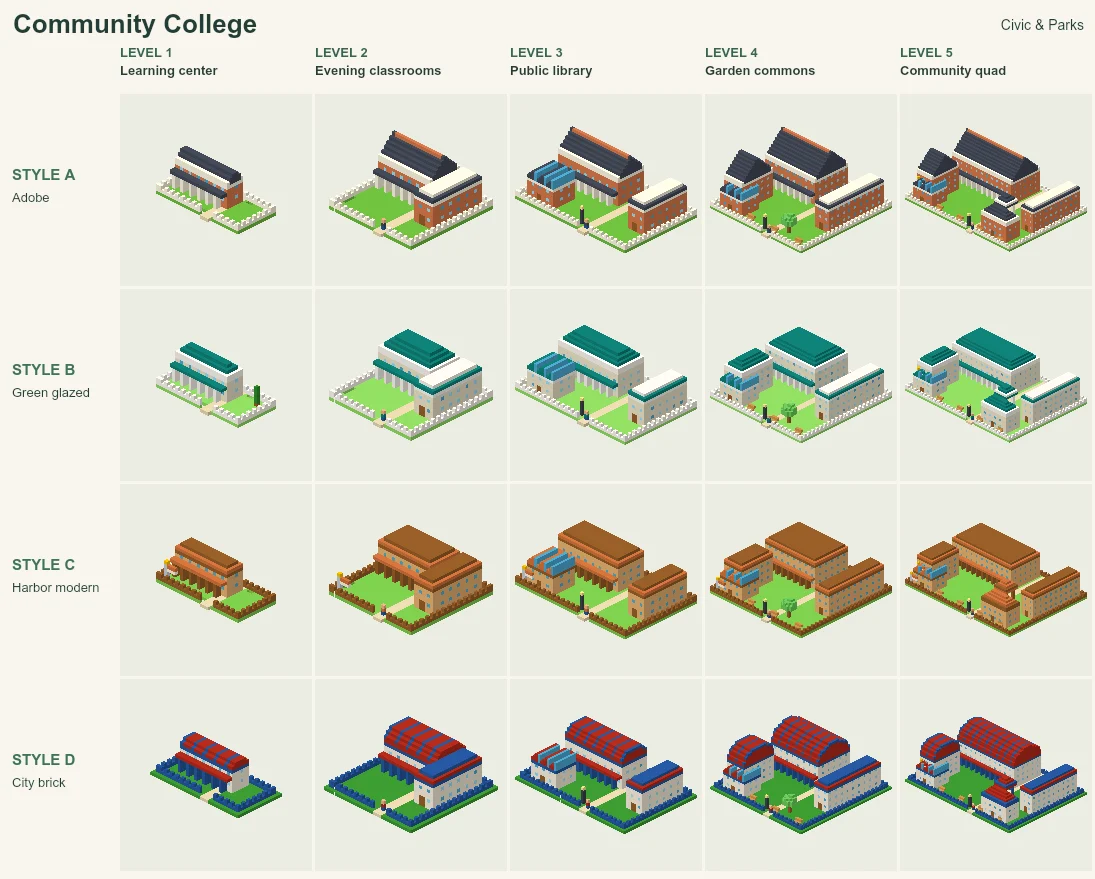 Community College
Civic & Parks
LEVEL 1
Learning center
LEVEL 2
Evening classrooms
LEVEL 3
Public library
LEVEL 4
Garden commons
LEVEL 5
Community quad
STYLE A
Adobe
STYLE B
Green glazed
STYLE C
Harbor modern
STYLE D
City brick